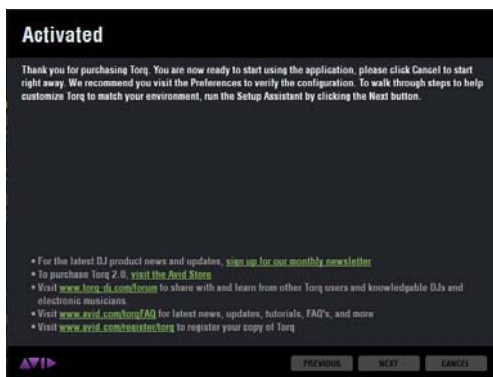 Activated
Thank you for purchasing Torq. You are now ready to start using the application, please click Cancel to start
right away. We recommend you visit the Preferences to verify the configuration. To walk through steps to help
customize Torq to match your environment, run the Setup Assistant by clicking the Next button.
• For the latest DJ product news and updates, sign up for our monthly newsletter
• To purchase Torq 2.0, visit the Avid Store
• Visit www.torq-dj.com/forum to share with and learn from other Torq users and knowledgable DJs and
electronic musicians.
• Visit www.avid.com/torqFAQ for latest news, updates, tutorials, FAQ's, and more
• Visit www.avid.com/register/torq to register your copy of Torq
AVID
PREVIOUS NEXT CANCEL